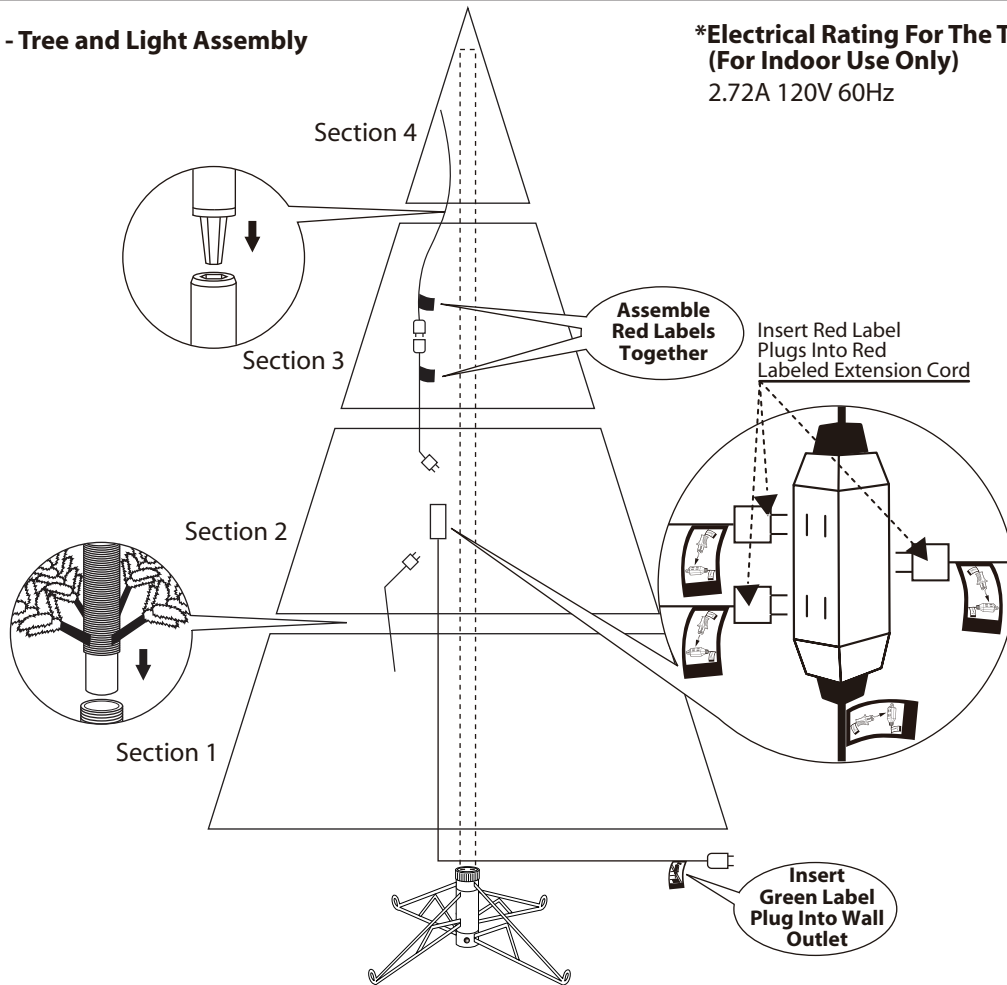 - Tree and Light Assembly
*Electrical Rating For The
(For Indoor Use Only)
2.72A 120V 60Hz
Section 4
Assemble
Red Labels
Together
Insert Red Label
Plugs Into Red
Labeled Extension Cord
Section 3
Section 2
Section 1
Insert
Green Label
Plug Into Wall
Outlet